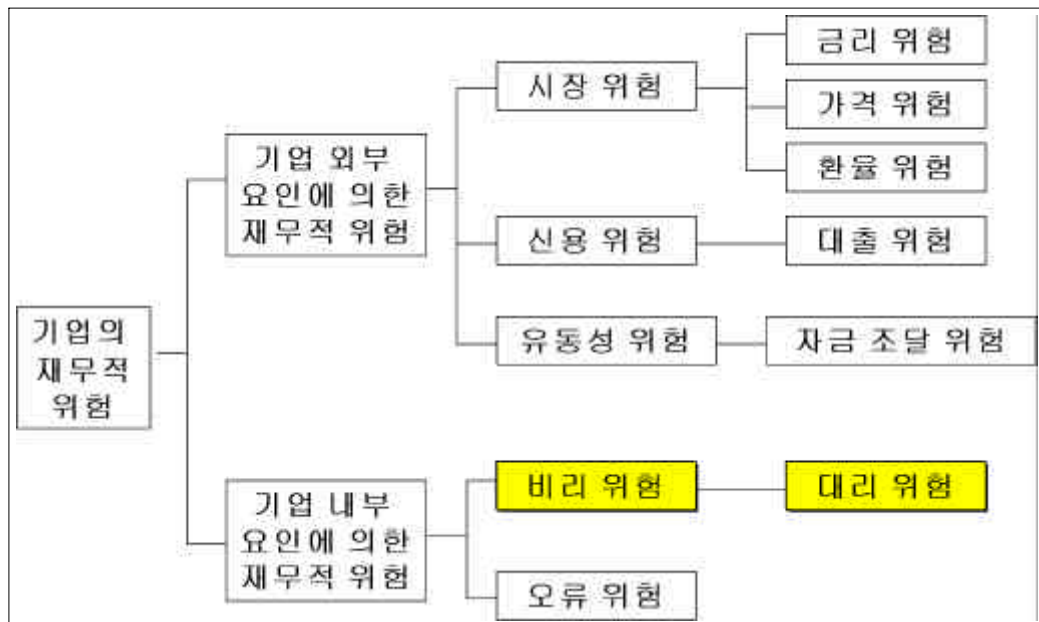 기업의
재무적
위험
기업 외부
요인에 의한
재무적 위험
시장 위험
금리 위험
가격 위험
환율 위험
신용 위험
대출 위험
유동성 위험
자금 조달 위험
기업 내부
요인에 의한
재무적 위험
비리 위험
대리 위험
오류 위험